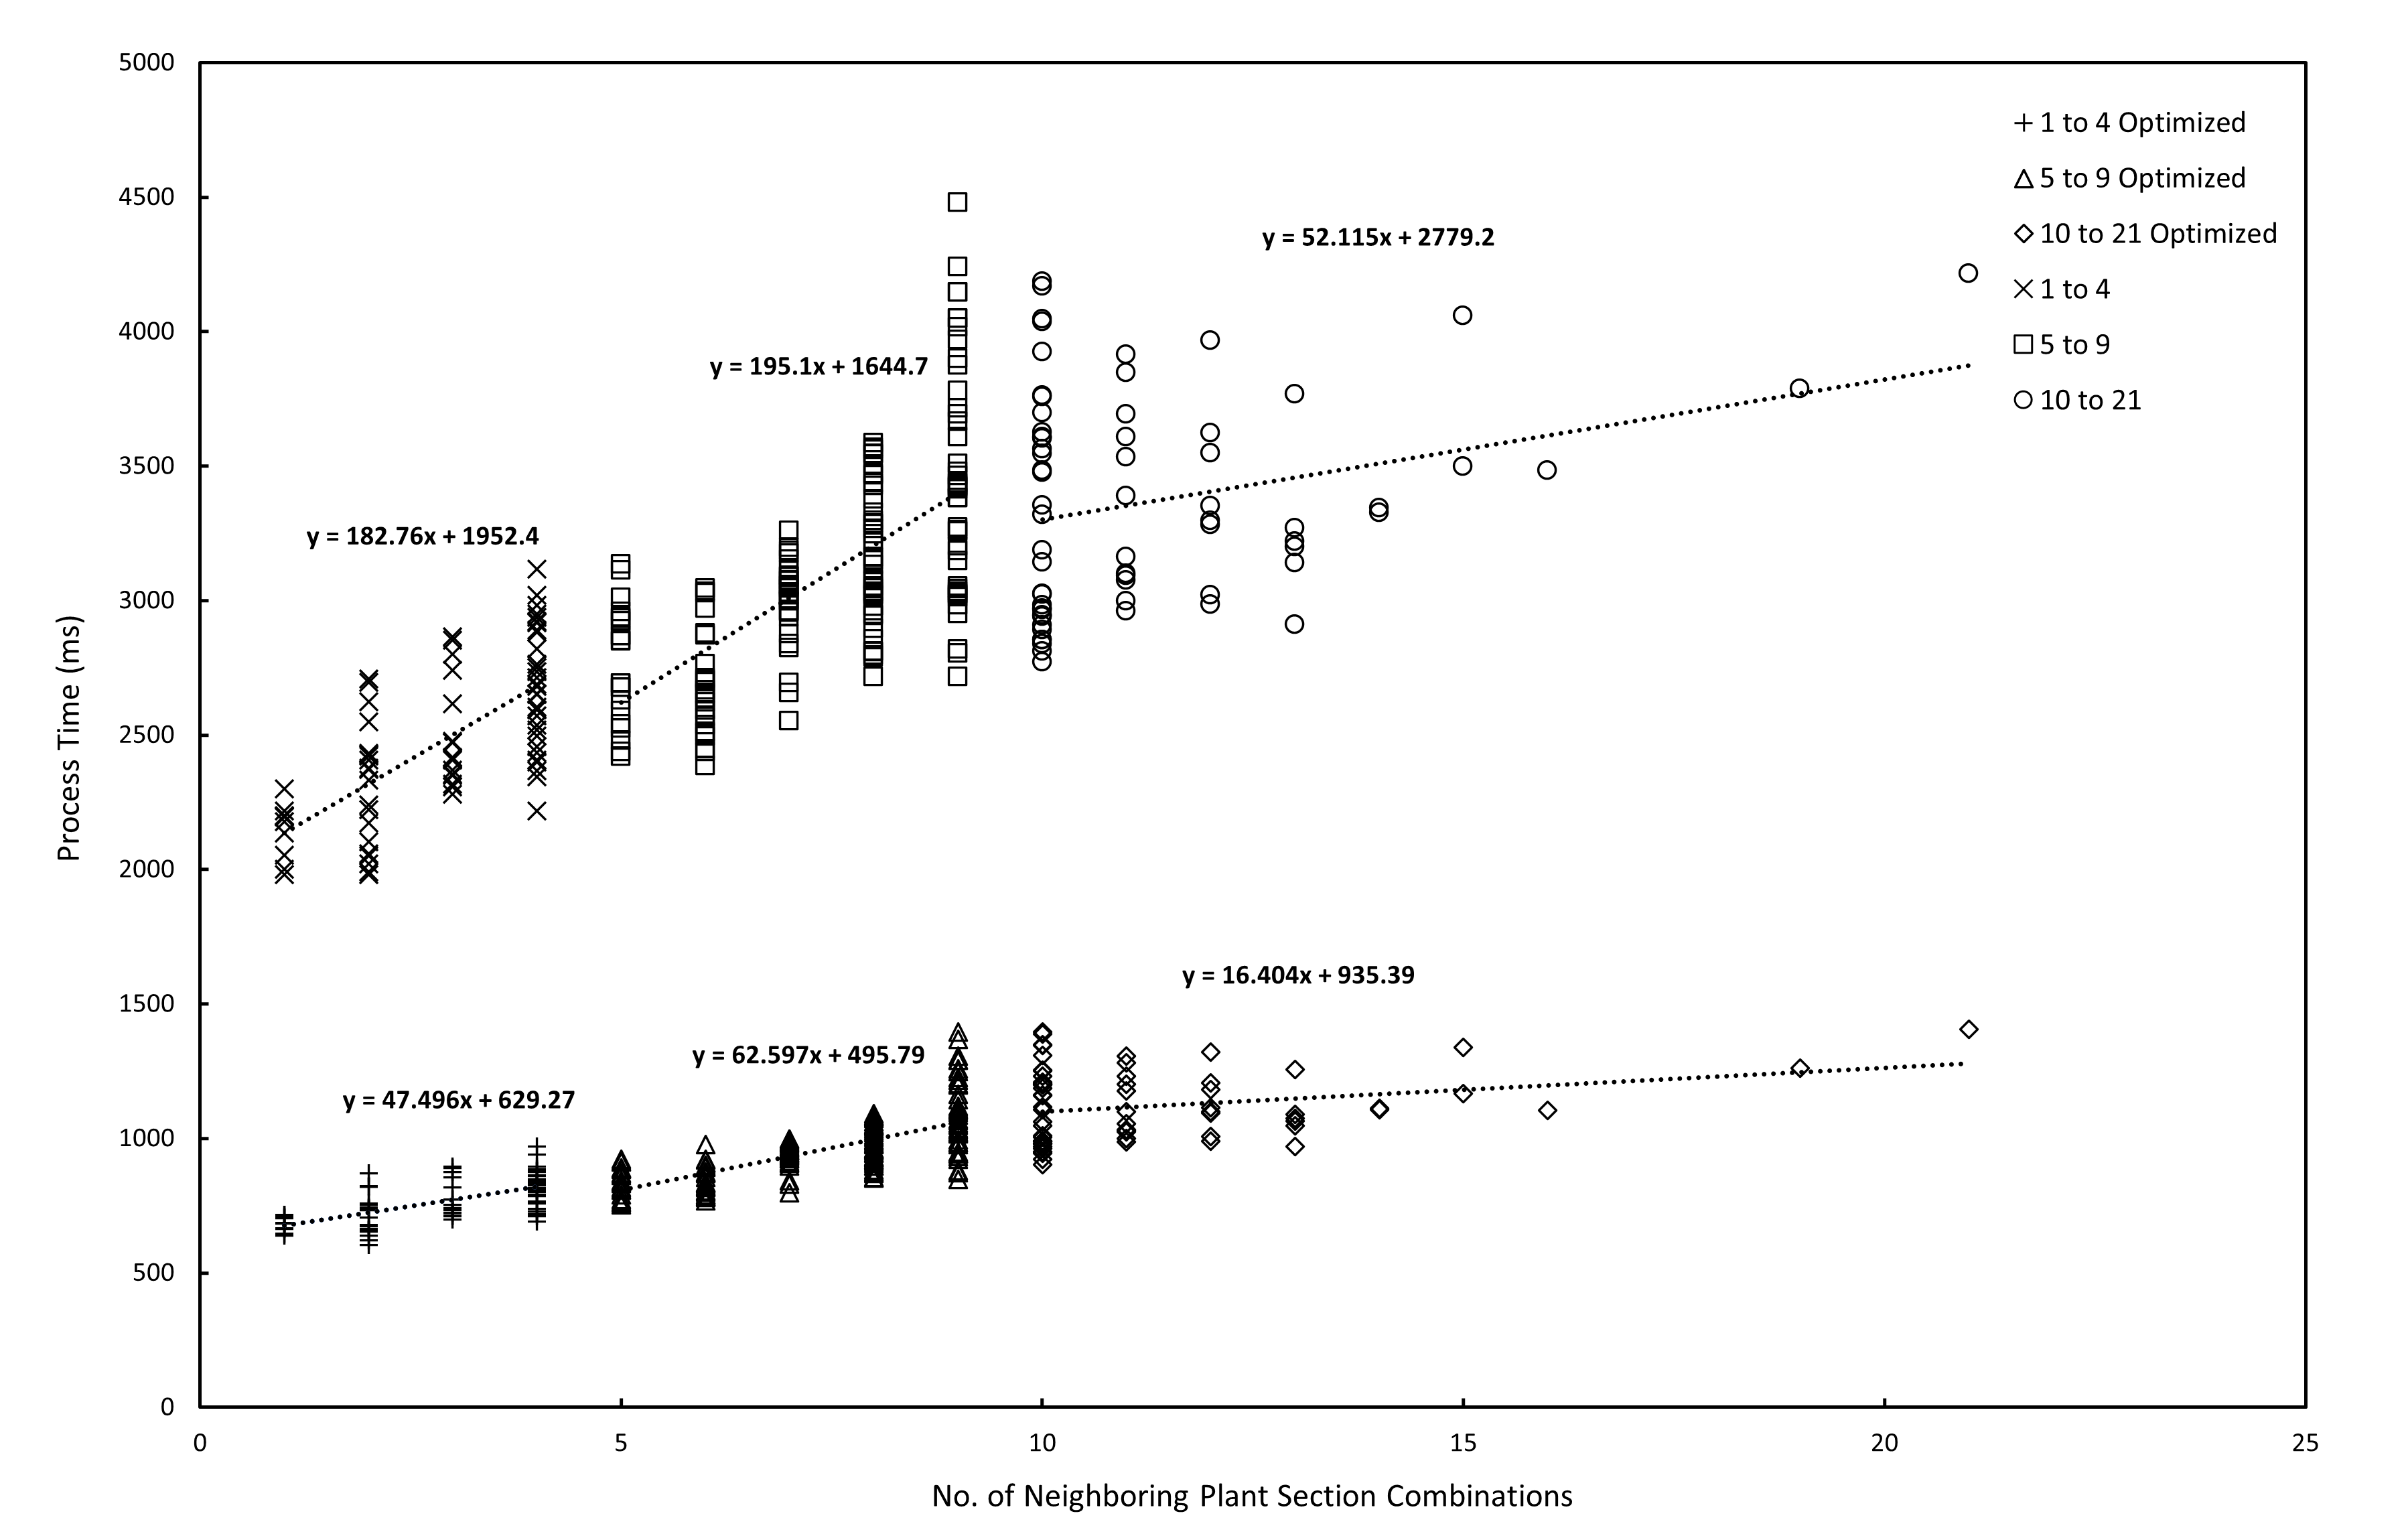 5000
4500
4000
3500
3000
2500
2000
1500
1000
500
0
Process Time (ms)
0
5
10
15
20
25
No. of Neighboring Plant Section Combinations
y = 182.76x + 1952.4
y = 195.1x + 1644.7
y = 52.115x + 2779.2
y = 47.496x + 629.27
y = 62.597x + 495.79
y = 16.404x + 935.39
1 to 4 Optimized
5 to 9 Optimized
10 to 21 Optimized
1 to 4
5 to 9
10 to 21